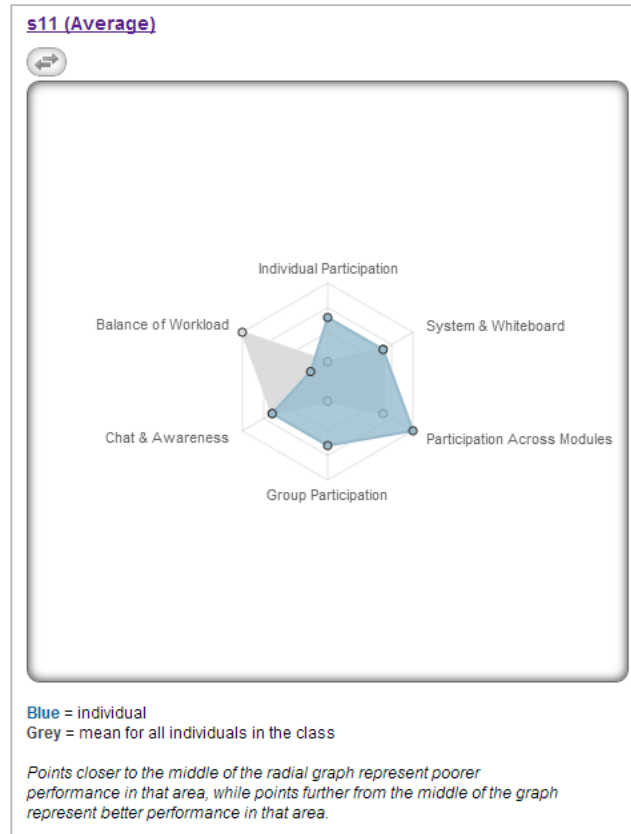 s11 (Average)
Individual Participation
Balance of Workload
System & Whiteboard
Chat & Awareness
Participation Across Modules
Group Participation
Blue = individual
Grey = mean for all individuals in the class
Points closer to the middle of the radial graph represent poorer
performance in that area, while points further from the middle of the graph
represent better performance in that area.